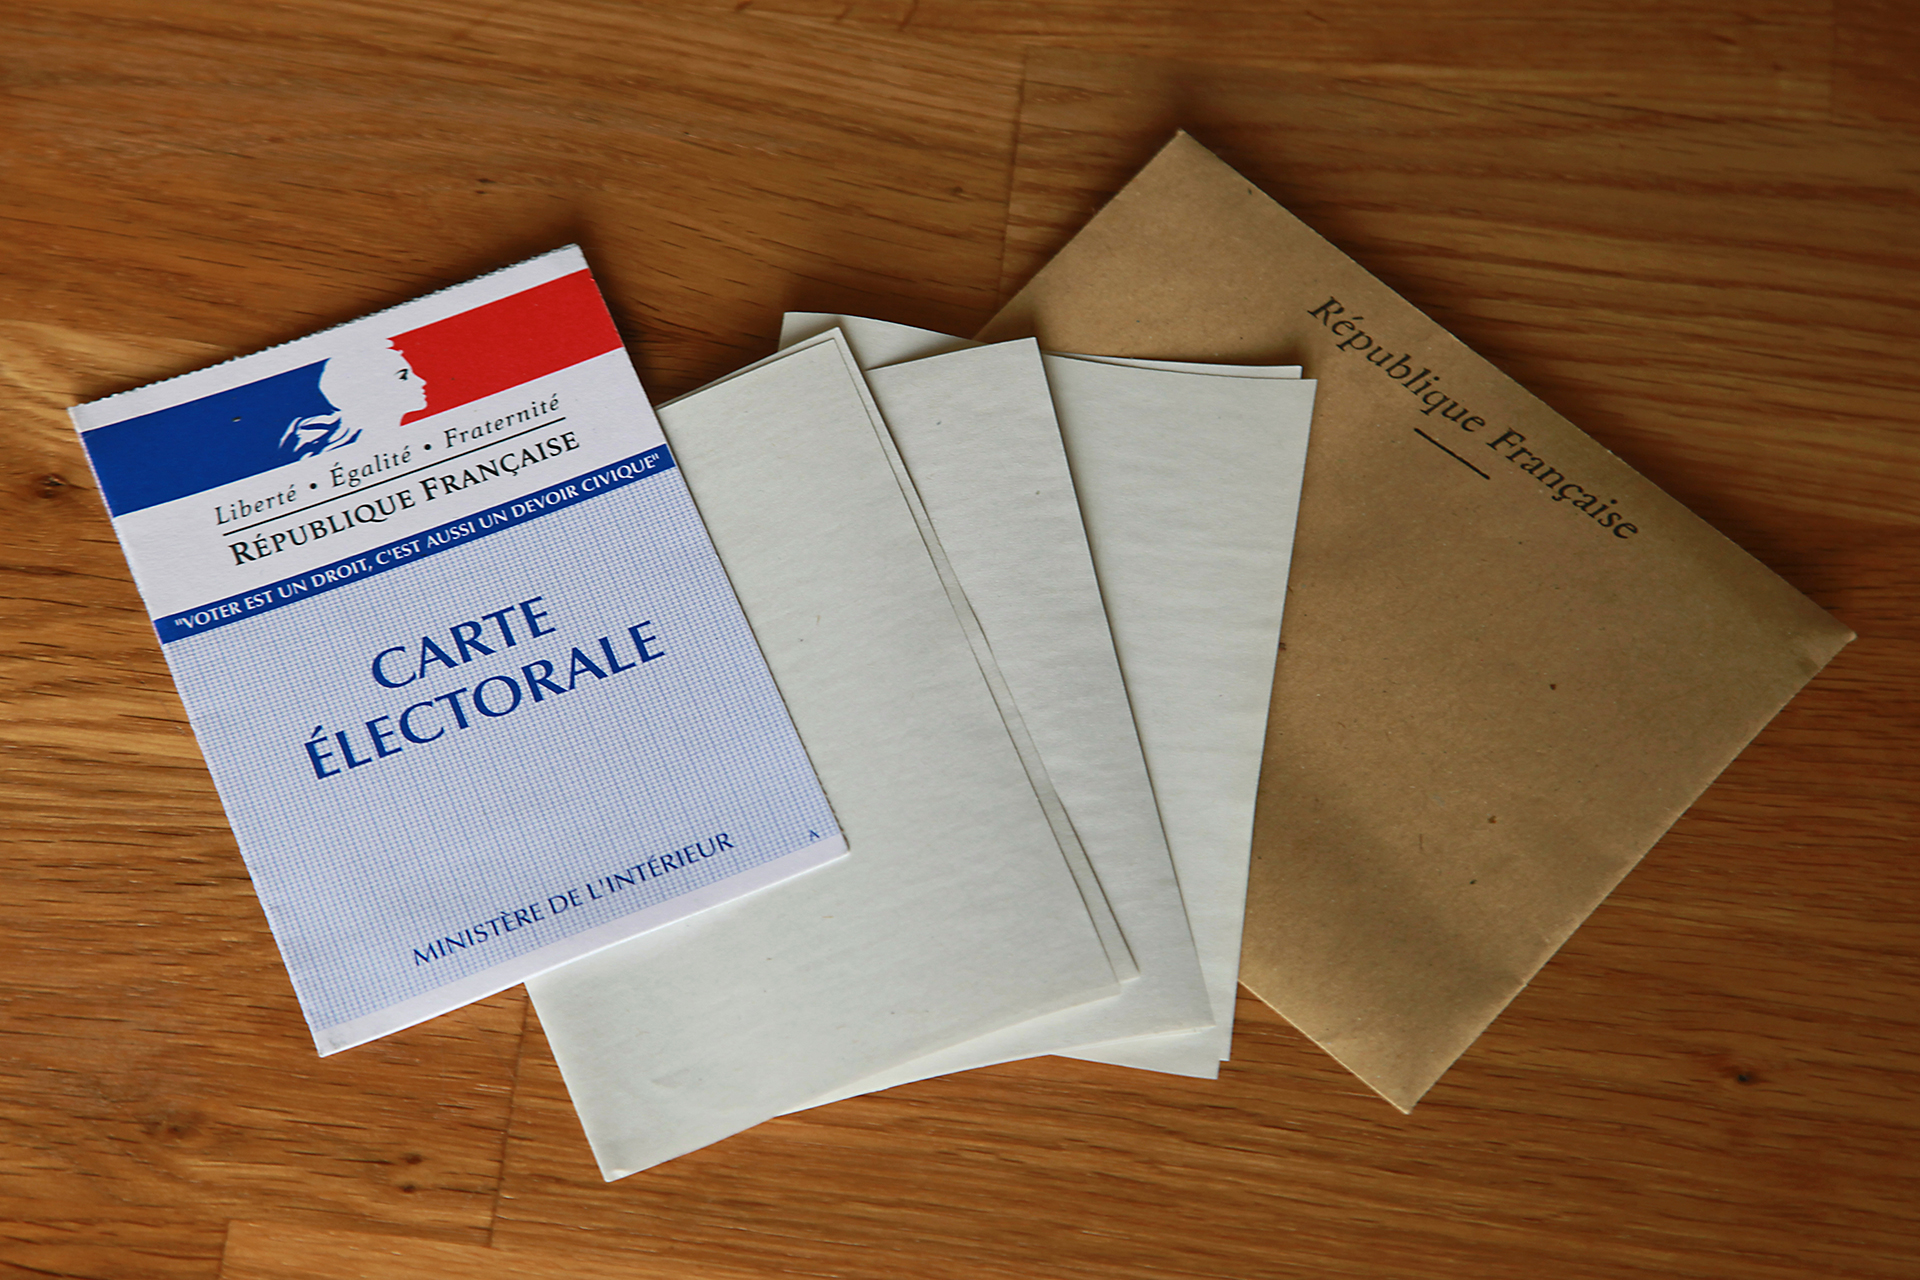 Liberté • Égalité • Fraternité
RÉPUBLIQUE FRANÇAISE
"VOTER EST UN DROIT, C'EST AUSSI UN DEVOIR CIVIQUE"
CARTE
ÉLECTORALE
MINISTÈRE DE L'INTÉRIEUR
A
République Française